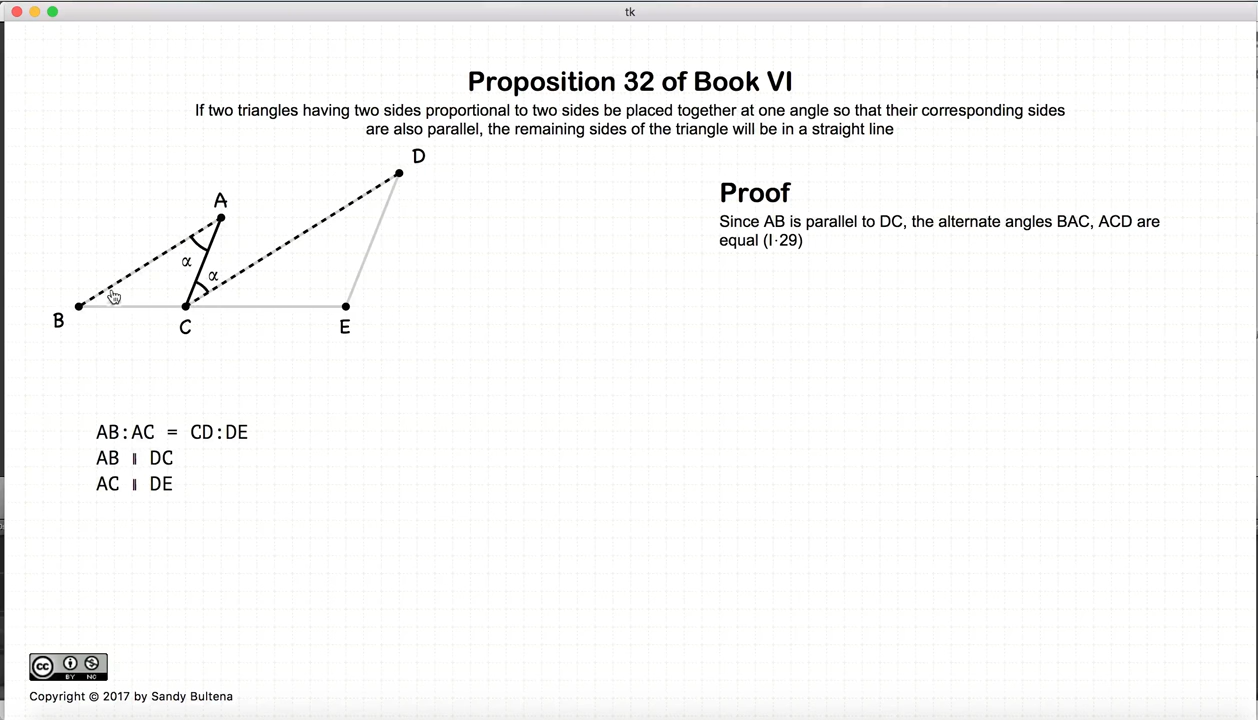 tk
Proposition 32 of Book VI
If two triangles having two sides proportional to two sides be placed together at one angle so that their corresponding sides
are also parallel, the remaining sides of the triangle will be in a straight line
D
A
Proof
Since AB is parallel to DC, the alternate angles BAC, ACD are
equal (I·29)
α
α
B
C
E
AB:AC = CD:DE
AB ∥ DC
AC ∥ DE
cc
BY NC
Copyright © 2017 by Sandy Bultena